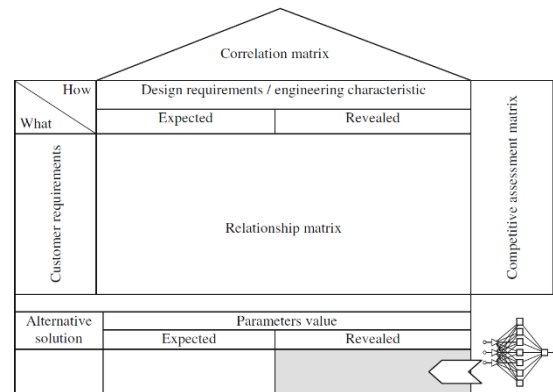 Correlation matrix
How
What
Design requirements / engineering characteristic
Expected
Revealed
Customer requirements
Relationship matrix
Competitive assessment matrix
Alternative
solution
Parameters value
Expected
Revealed